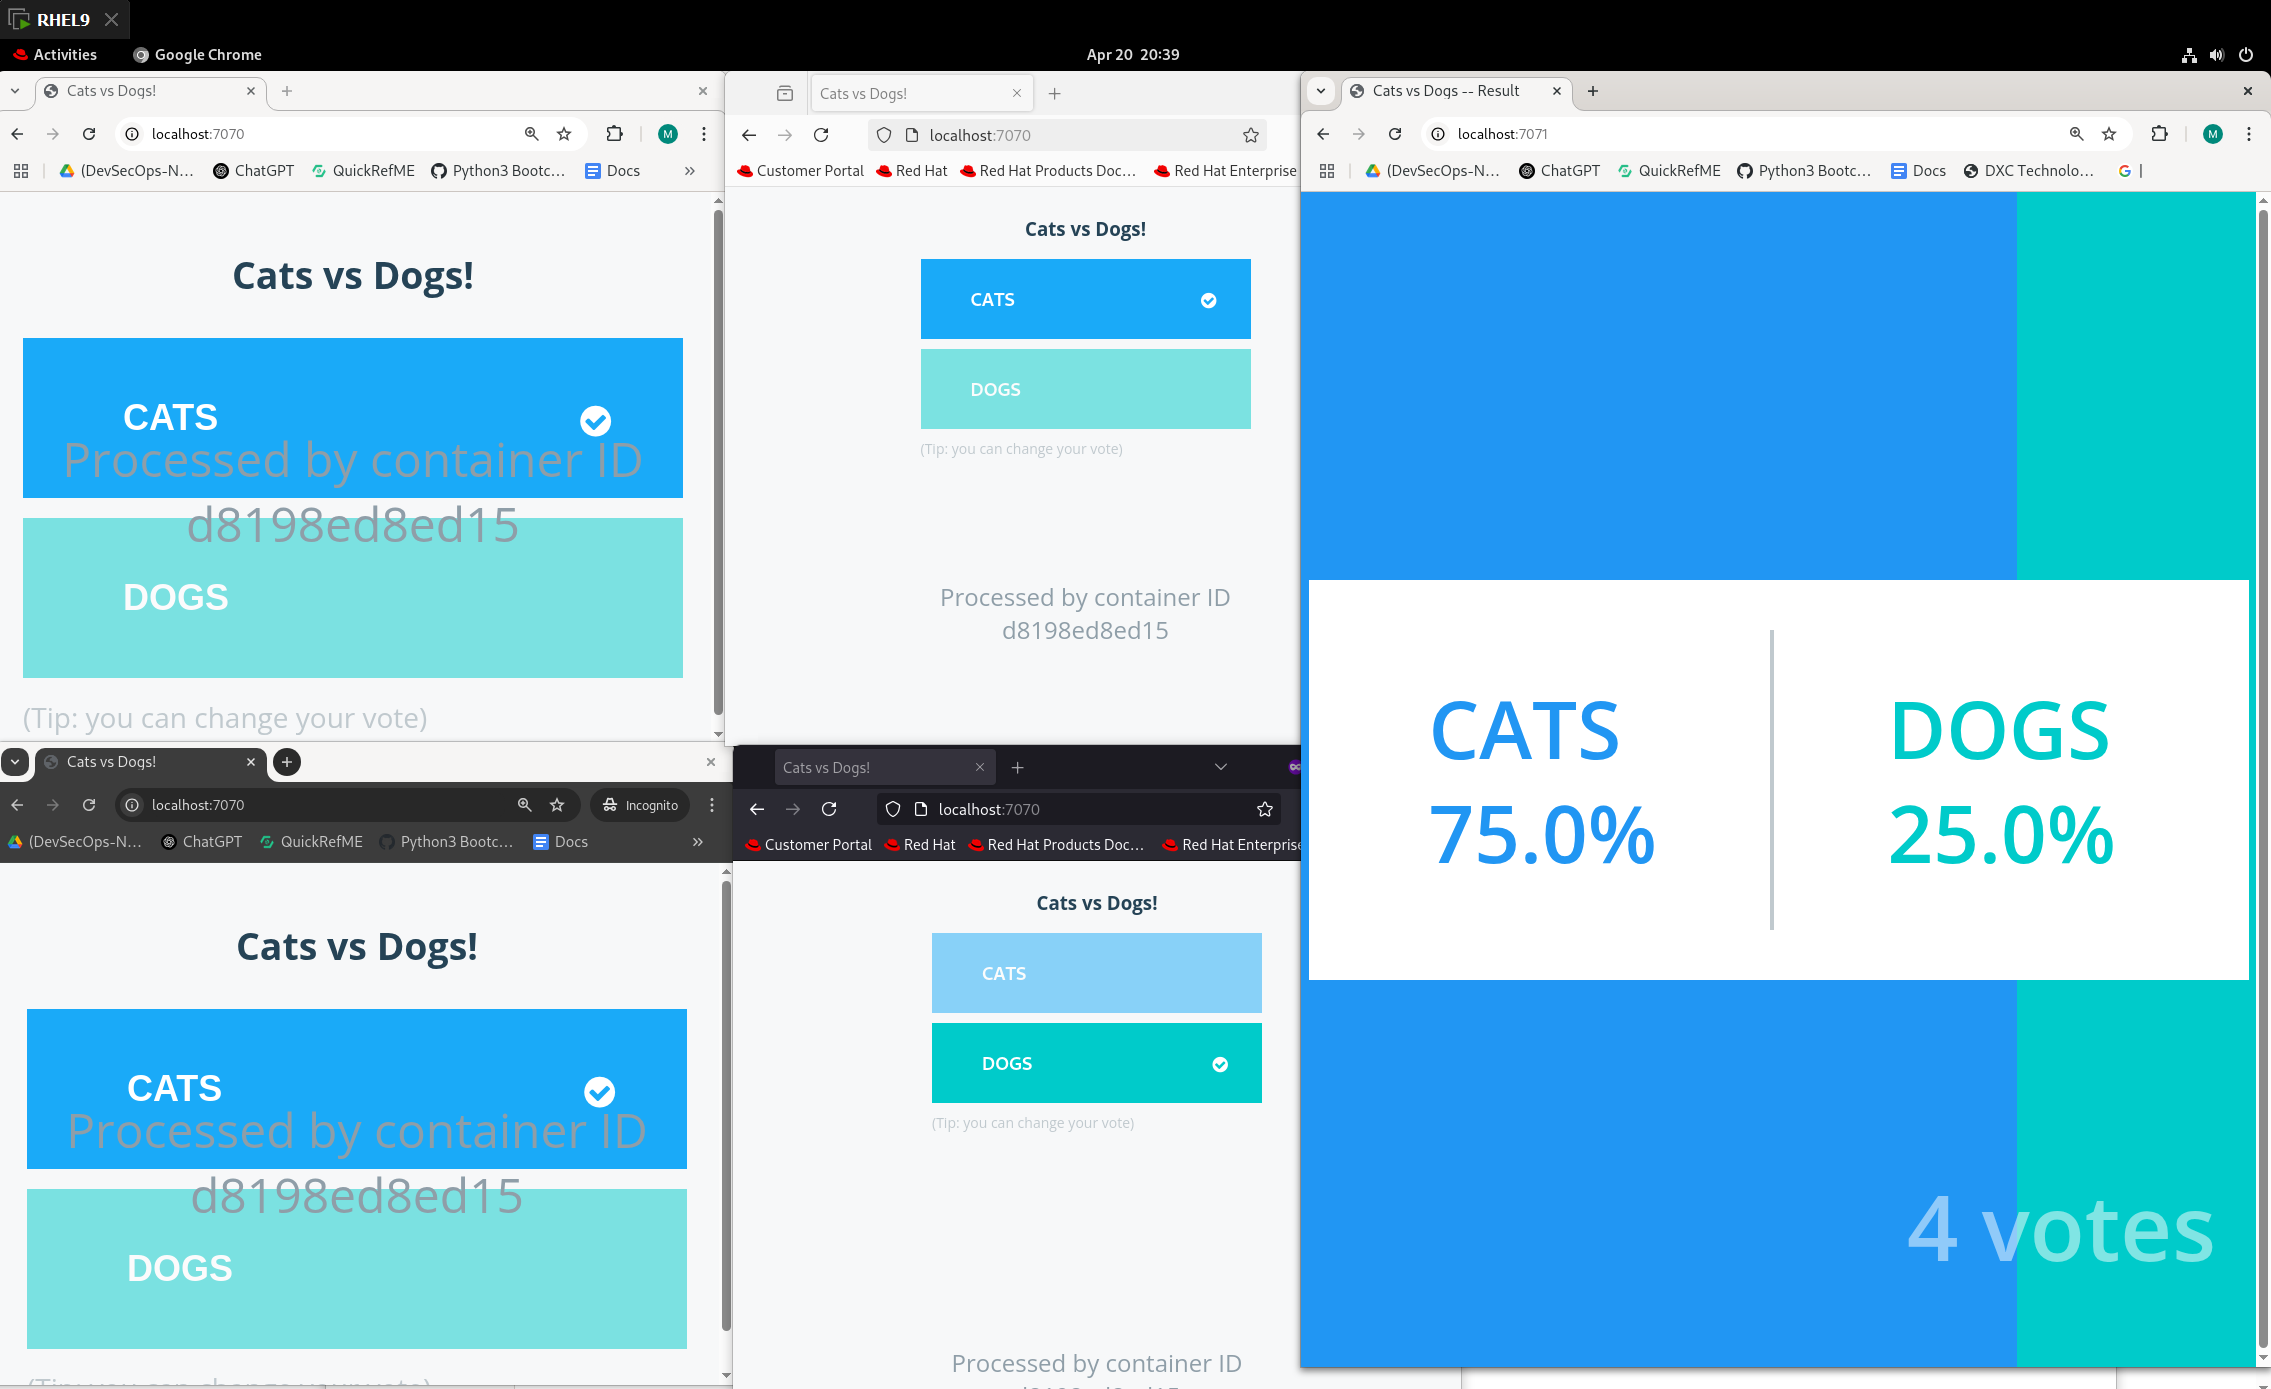 RHEL9
Activities
Google Chrome
Apr 20 20:39
Cats vs Dogs!
localhost:7070
(DevSecOps-N...
ChatGPT
QuickRefME
Python3 Bootc...
Docs
»
Cats vs Dogs!
CATS
Processed by container ID
d8198ed8ed15
DOGS
(Tip: you can change your vote)
Cats vs Dogs!
localhost:7070
Customer Portal
Red Hat
Red Hat Products Doc...
Red Hat Enterprise
Cats vs Dogs!
CATS
DOGS
(Tip: you can change your vote)
Processed by container ID
d8198ed8ed15
Cats vs Dogs -- Result
localhost:7071
(DevSecOps-N...
ChatGPT
QuickRefME
Python3 Bootc...
Docs
DXC Technolo...
|
M
M
CATS
75.0%
DOGS
25.0%
4 votes
Cats vs Dogs!
localhost:7070
Incognito
(DevSecOps-N...
ChatGPT
QuickRefME
Python3 Bootc...
Docs
»
Cats vs Dogs!
CATS
Processed by container ID
d8198ed8ed15
DOGS
Cats vs Dogs!
localhost:7070
Customer Portal
Red Hat
Red Hat Products Doc...
Red Hat Enterprise
Cats vs Dogs!
CATS
DOGS
(Tip: you can change your vote)
Processed by container ID